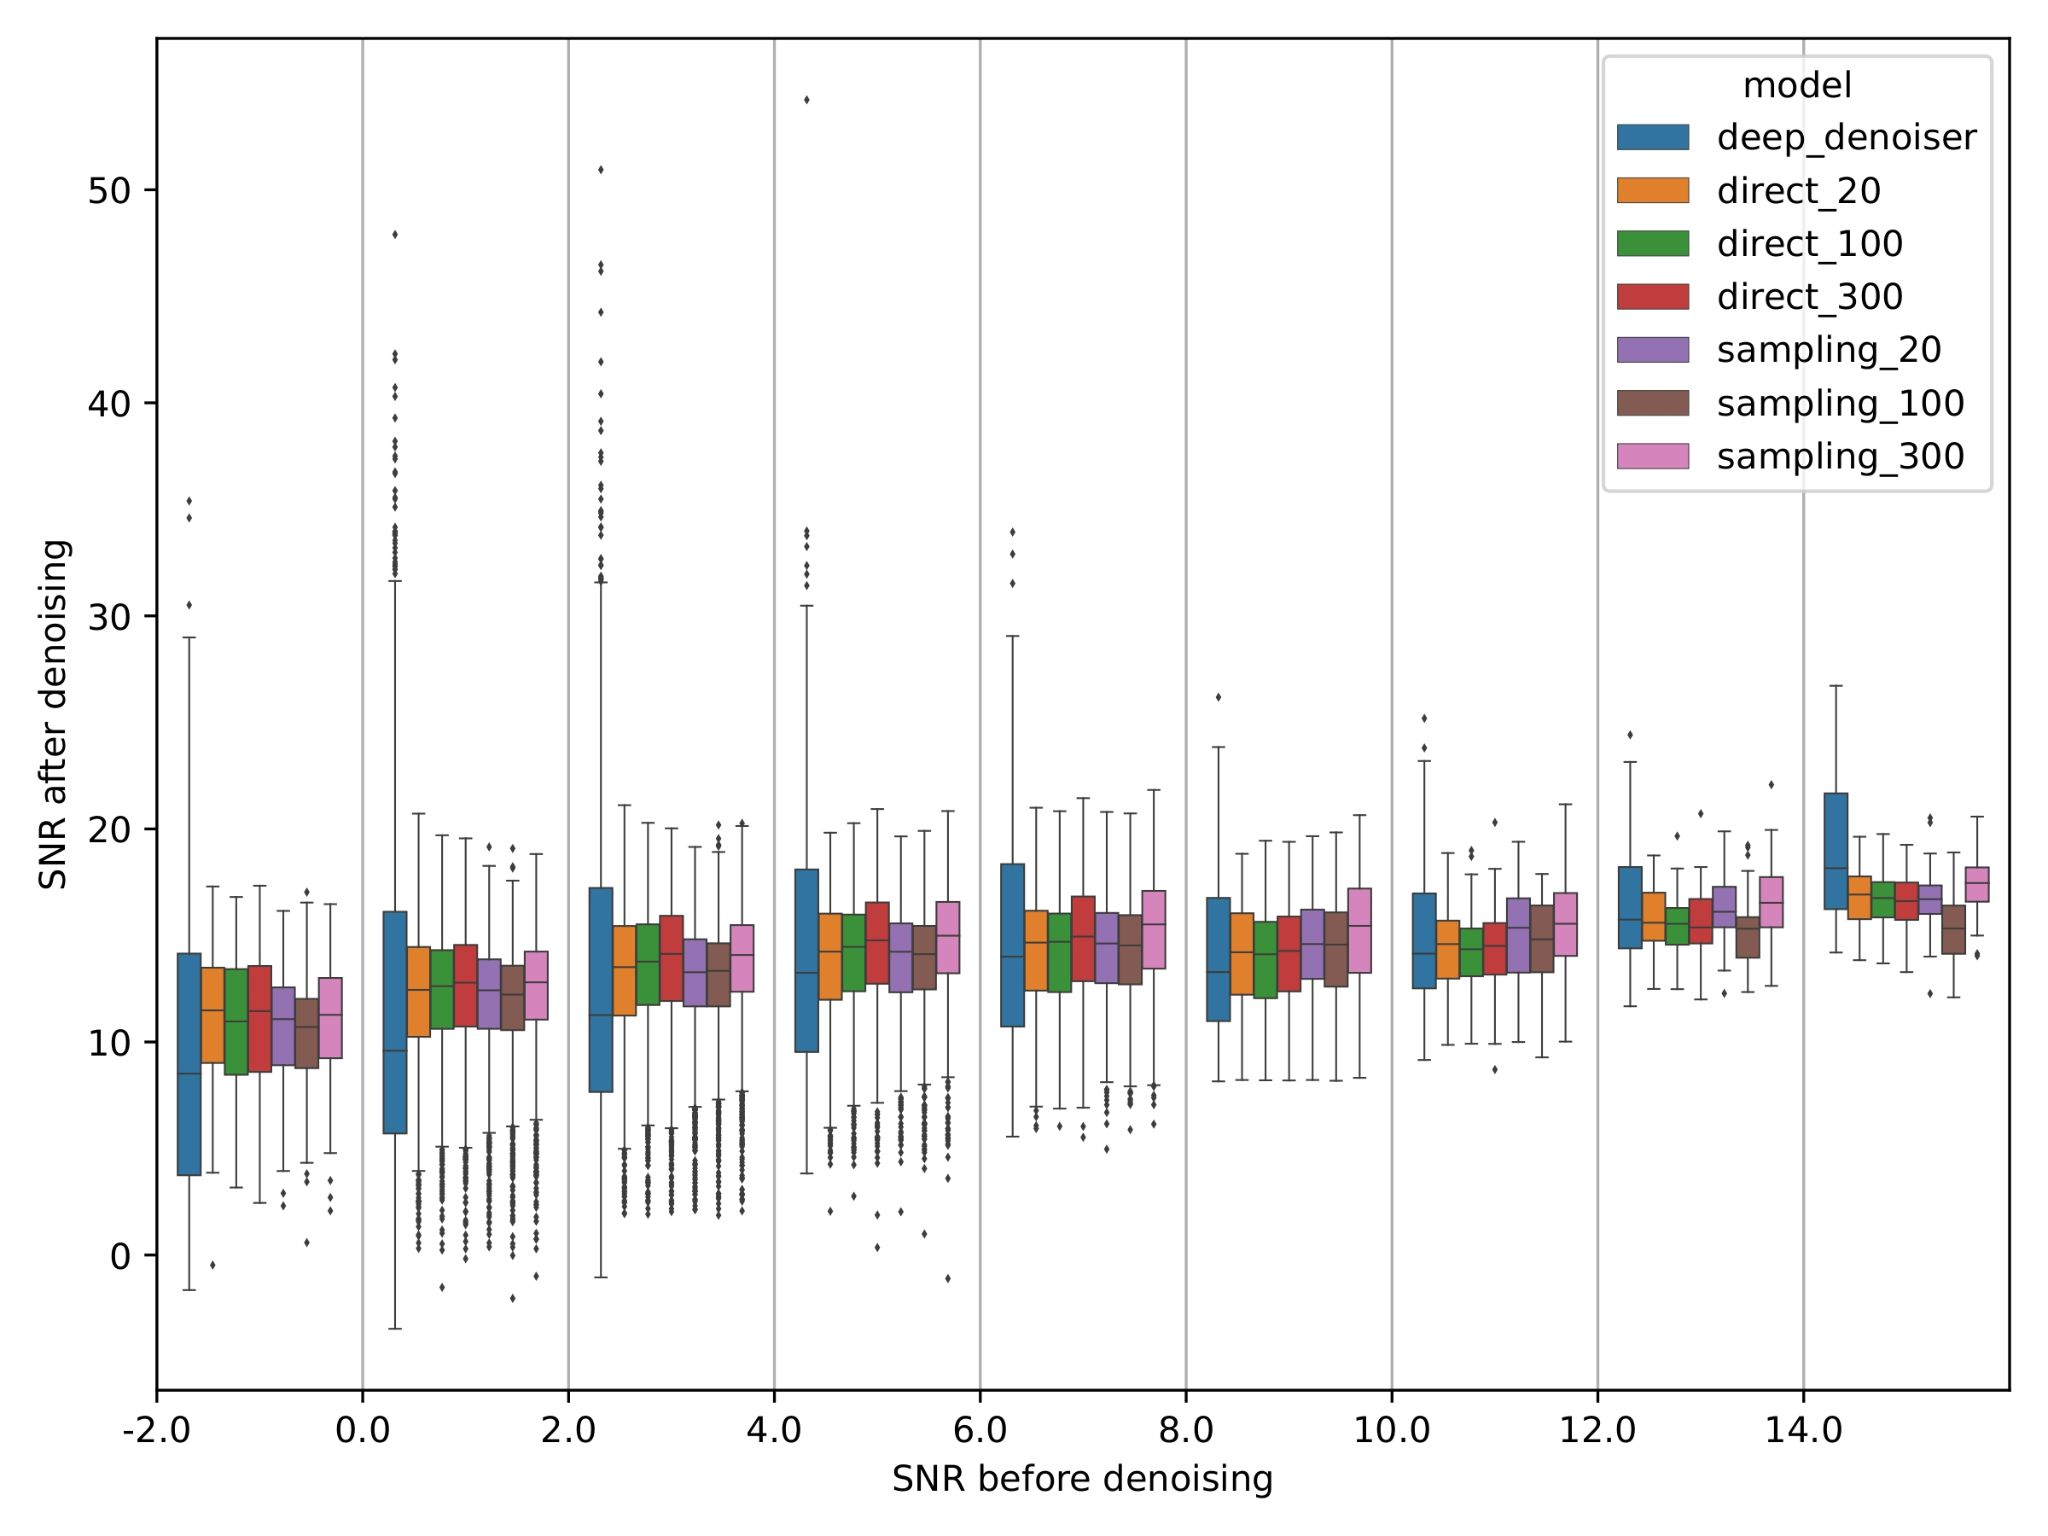 model
deep_denoiser
direct_20
direct_100
direct_300
sampling_20
sampling_100
sampling_300
SNR after denoising
50
40
30
20
10
0
-2.0 0.0 2.0 4.0 6.0 8.0 10.0 12.0 14.0
SNR before denoising